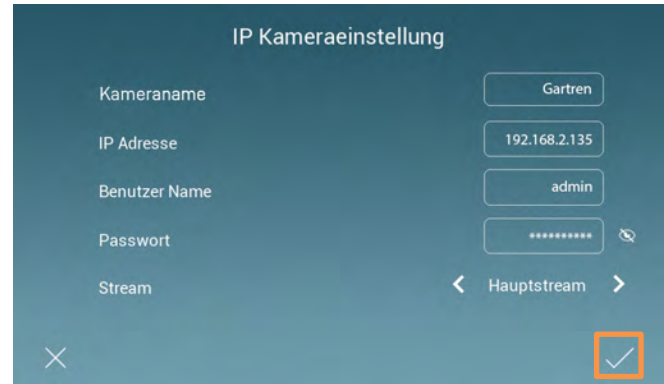 IP Kameraeinstellung
Kameraname Gartren
IP Adresse 192.168.2.135
Benutzer Name admin
Passwort **********
Stream Hauptstream